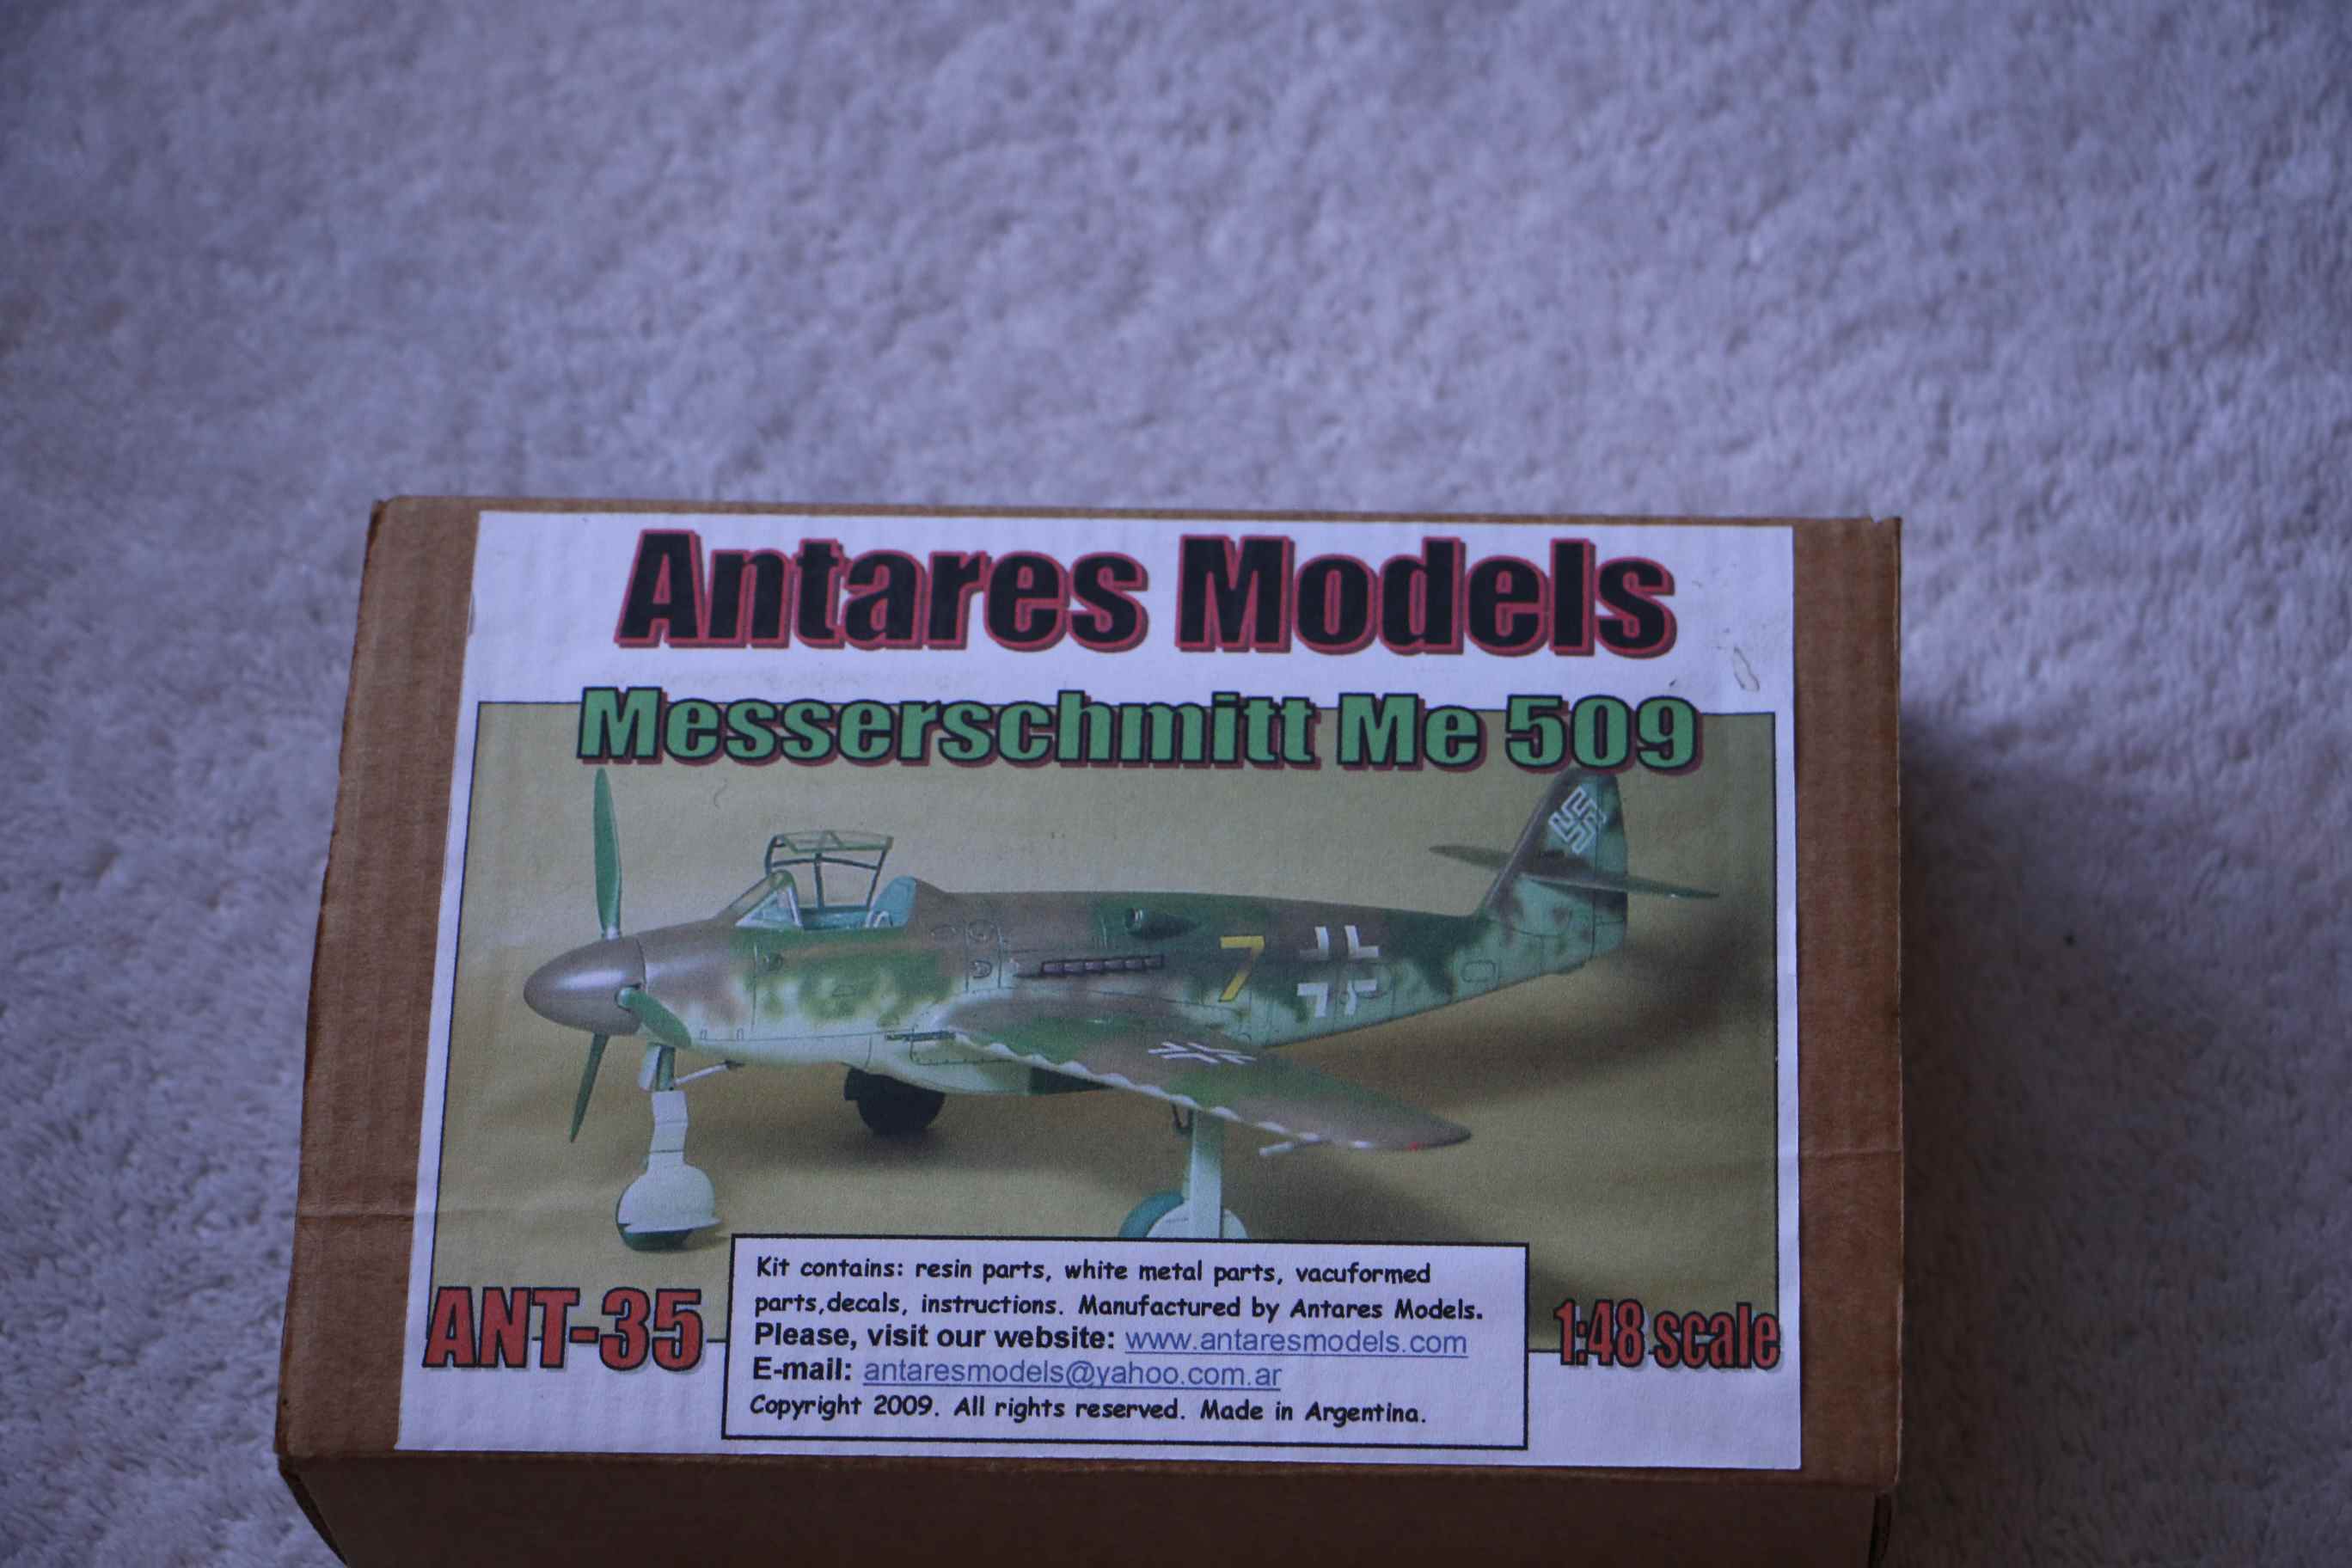 Antares Models
Messerschmitt Me 509
7
Kit contains: resin parts, white metal parts, vacuformed
parts,decals, instructions. Manufactured by Antares Models.
Please, visit our website: www.antaresmodels.com
E-mail: antaresmodels@yahoo.com.ar
Copyright 2009. All rights reserved. Made in Argentina.
ANT-35
1:48 scale